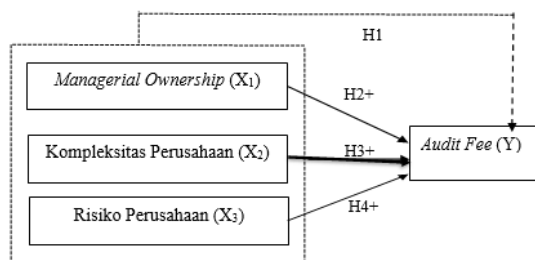 H1
Managerial Ownership (X₁)
H2+
Kompleksitas Perusahaan (X₂)
H3+
Audit Fee (Y)
Risiko Perusahaan (X₃)
H4+